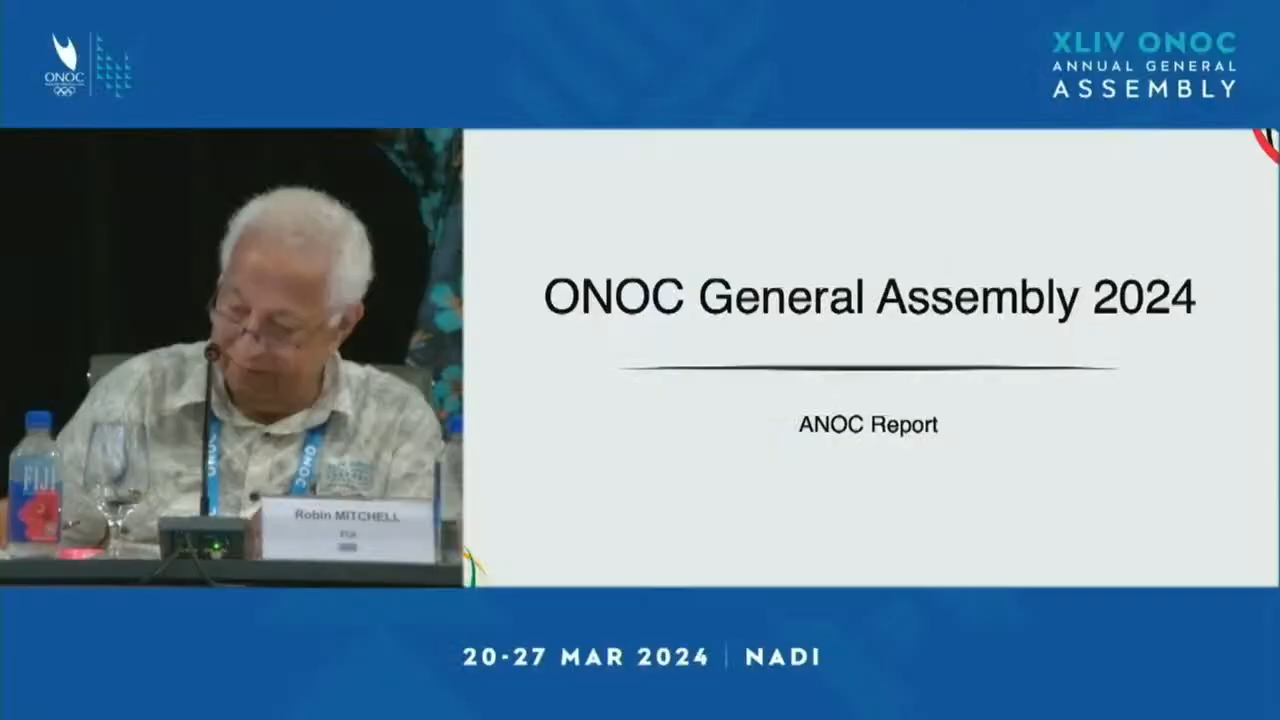 ONOC
XLIV ONOC
ANNUAL GENERAL
ASSEMBLY
ONOC General Assembly 2024
ANOC Report
FIJI
ONOC
ONOC
Robin MITCHELL
FIJI
20-27 MAR 2024 | NADI